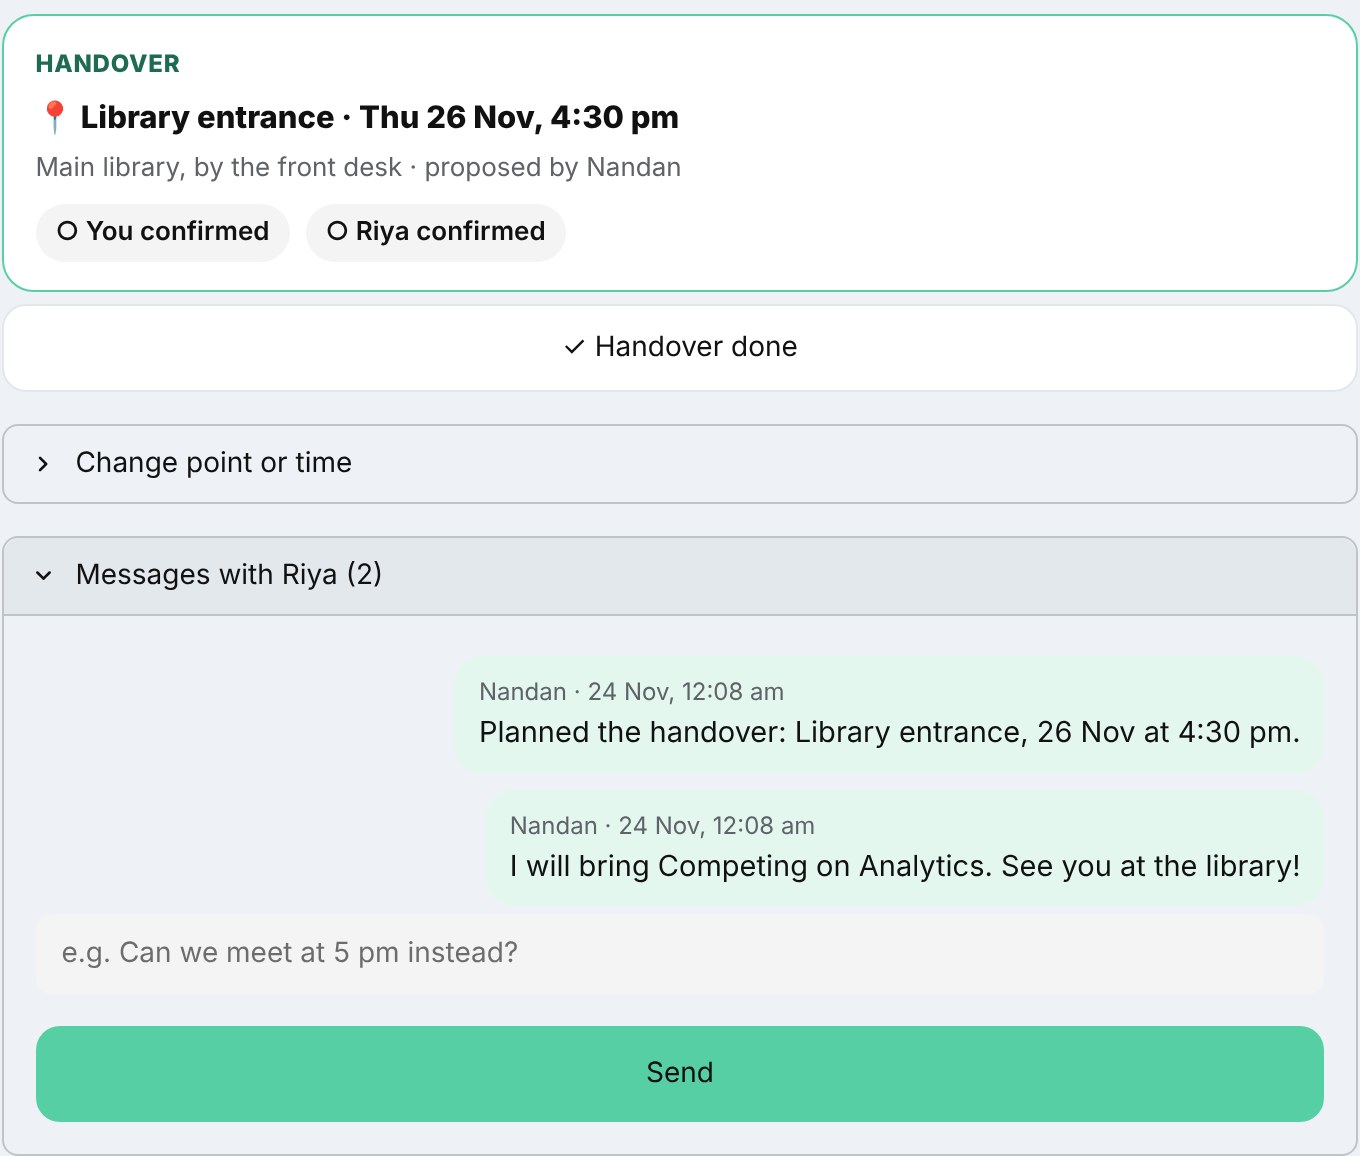 HANDOVER
📍 Library entrance · Thu 26 Nov, 4:30 pm
Main library, by the front desk · proposed by Nandan
○ You confirmed ○ Riya confirmed
✓ Handover done
Change point or time
Messages with Riya (2)
Nandan · 24 Nov, 12:08 am
Planned the handover: Library entrance, 26 Nov at 4:30 pm.
Nandan · 24 Nov, 12:08 am
I will bring Competing on Analytics. See you at the library!
e.g. Can we meet at 5 pm instead?
Send